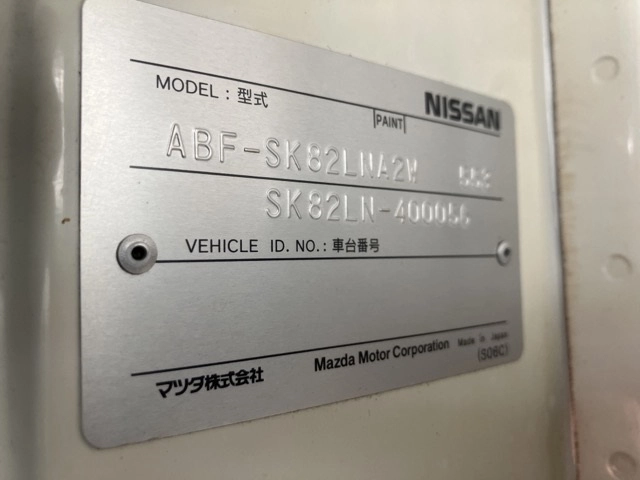 MODEL : 型式
PAINT
NISSAN
ABF-SK82LNA2W
SK82LN-400056
VEHICLE ID. NO. : 車台番号
マツダ株式会社
Mazda Motor Corporation Made in Japan
(S06C)